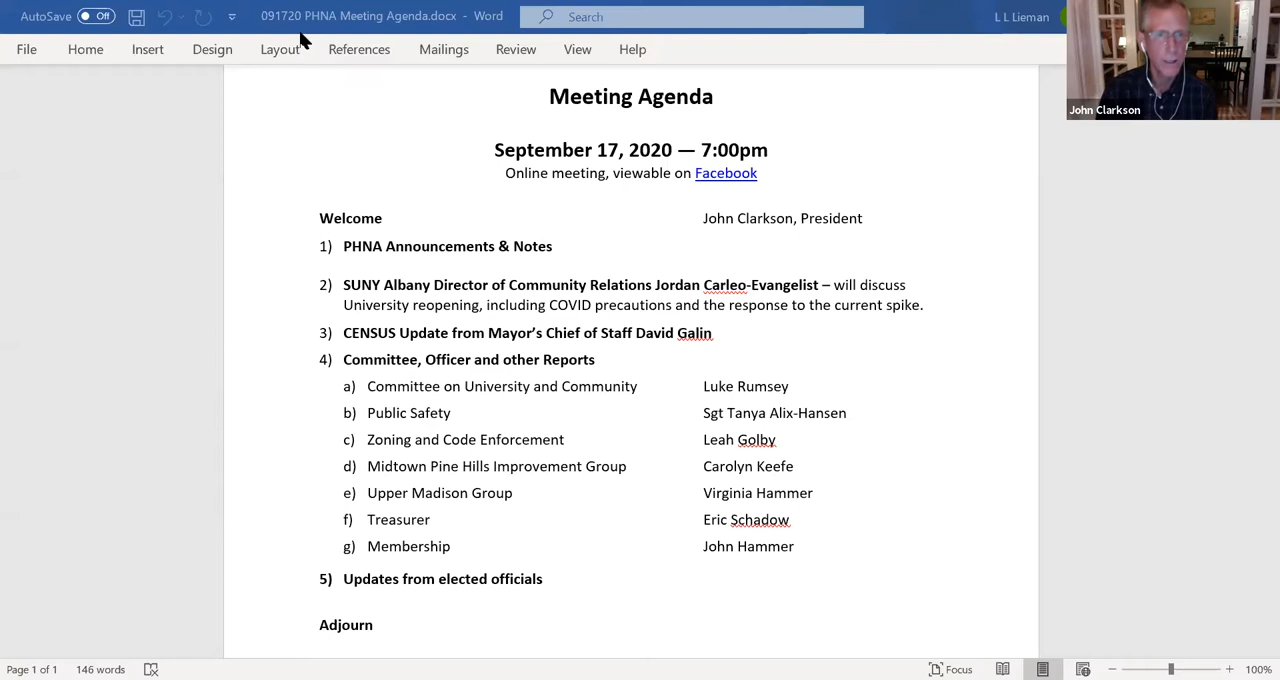 AutoSave Off 091720 PHNA Meeting Agenda.docx - Word Search L L Lieman
File Home Insert Design Layout References Mailings Review View Help
John Clarkson
Meeting Agenda
September 17, 2020 — 7:00pm
Online meeting, viewable on Facebook
Welcome John Clarkson, President
1) PHNA Announcements & Notes
2) SUNY Albany Director of Community Relations Jordan Carleo-Evangelist – will discuss
University reopening, including COVID precautions and the response to the current spike.
3) CENSUS Update from Mayor’s Chief of Staff David Galin
4) Committee, Officer and other Reports
a) Committee on University and Community Luke Rumsey
b) Public Safety Sgt Tanya Alix-Hansen
c) Zoning and Code Enforcement Leah Golby
d) Midtown Pine Hills Improvement Group Carolyn Keefe
e) Upper Madison Group Virginia Hammer
f) Treasurer Eric Schadow
g) Membership John Hammer
5) Updates from elected officials
Adjourn
Page 1 of 1 146 words Focus 100%